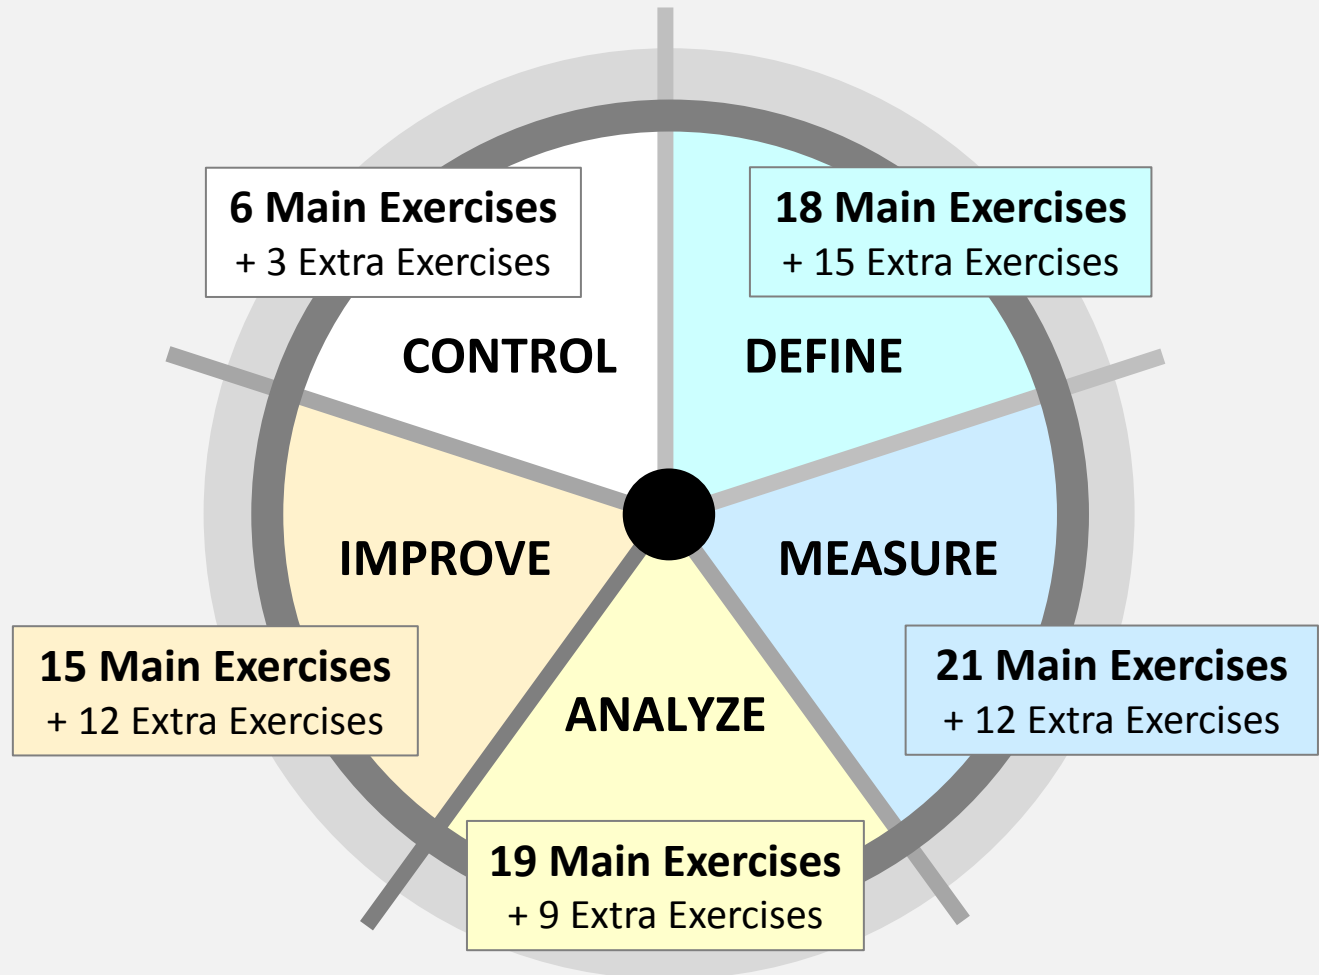 6 Main Exercises
+ 3 Extra Exercises
CONTROL
18 Main Exercises
+ 15 Extra Exercises
DEFINE
IMPROVE
15 Main Exercises
+ 12 Extra Exercises
MEASURE
21 Main Exercises
+ 12 Extra Exercises
ANALYZE
19 Main Exercises
+ 9 Extra Exercises